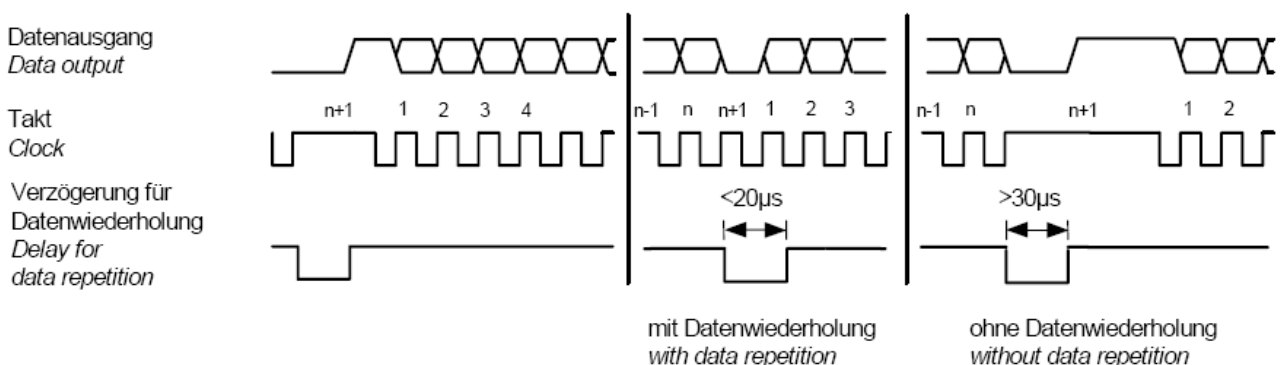 Datenausgang
Data output
n+1 1 2 3 4
n-1 n n+1 1 2 3
n-1 n n+1 1 2
Takt
Clock
Verzögerung für
Datenwiederholung
Delay for
data repetition
<20µs
>30µs
mit Datenwiederholung
with data repetition
ohne Datenwiederholung
without data repetition